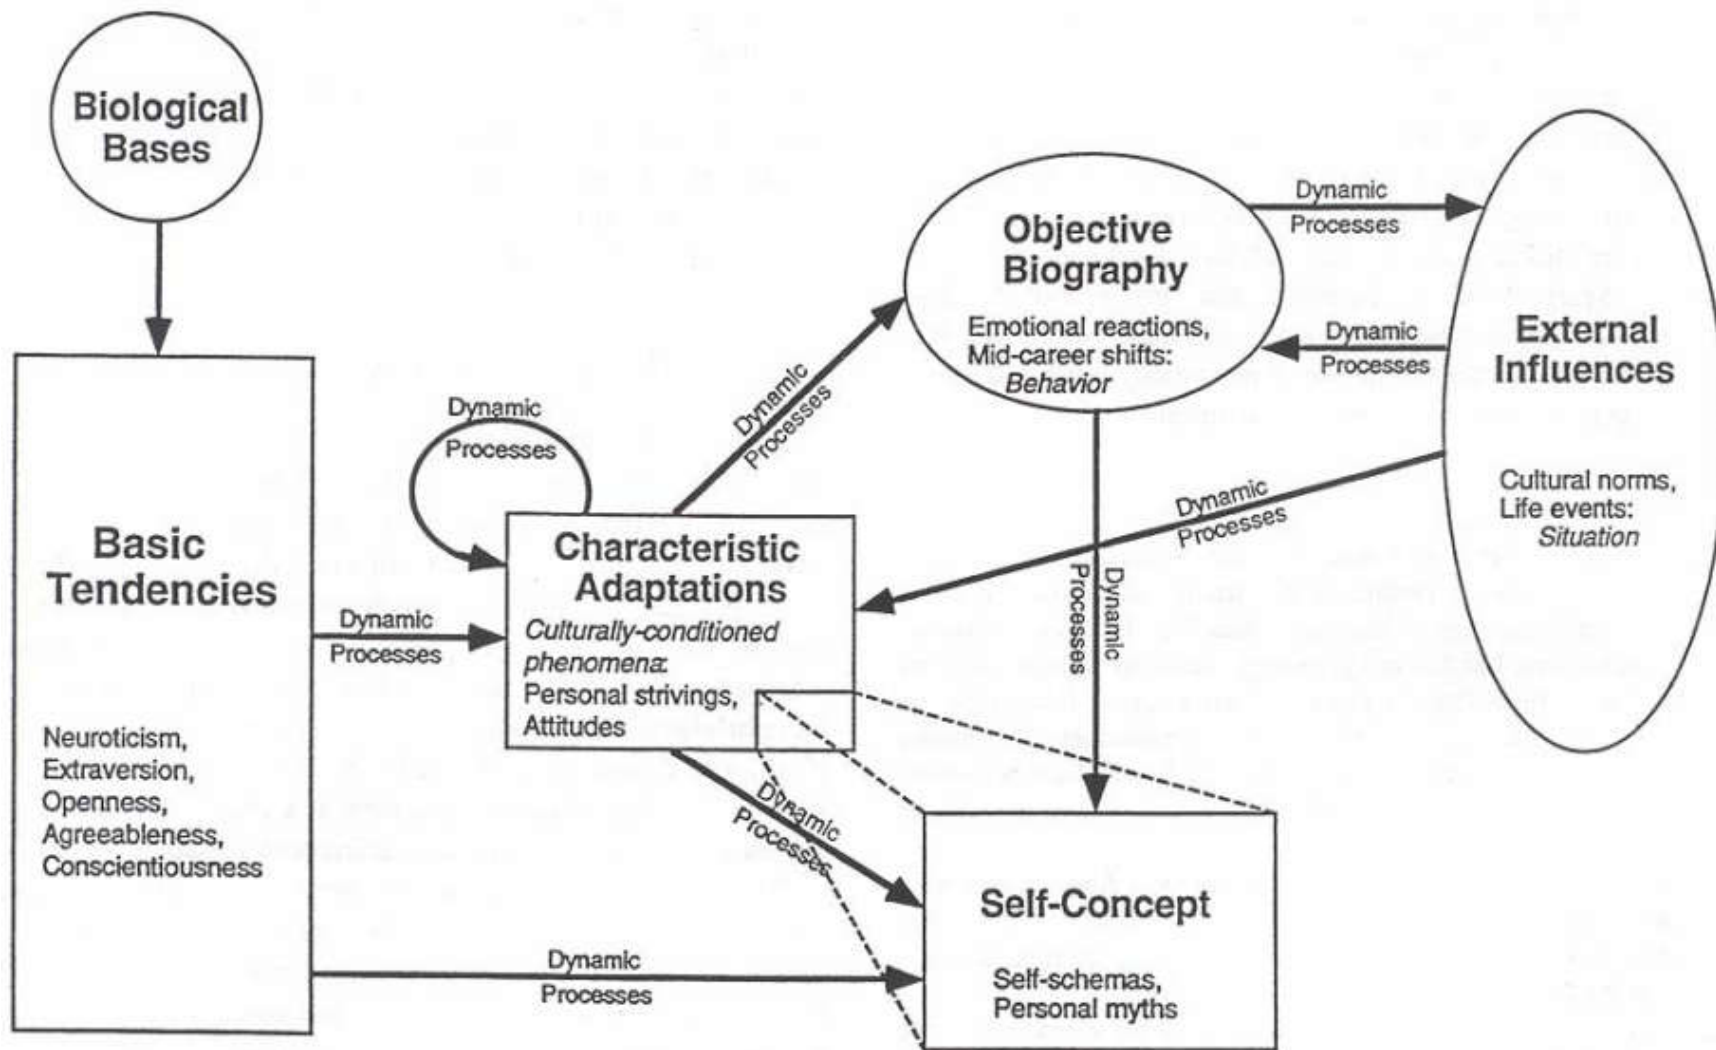 Biological
Bases
Basic
Tendencies
Neuroticism,
Extraversion,
Openness,
Agreeableness,
Conscientiousness
Dynamic
Processes
Dynamic
Processes
Characteristic
Adaptations
Culturally-conditioned
phenomena:
Personal strivings,
Attitudes
Dynamic
Processes
Objective
Biography
Emotional reactions,
Mid-career shifts:
Behavior
Dynamic
Processes
Dynamic
Processes
External
Influences
Cultural norms,
Life events:
Situation
Dynamic
Processes
Dynamic
Processes
Dynamic
Processes
Dynamic
Processes
Self-Concept
Self-schemas,
Personal myths